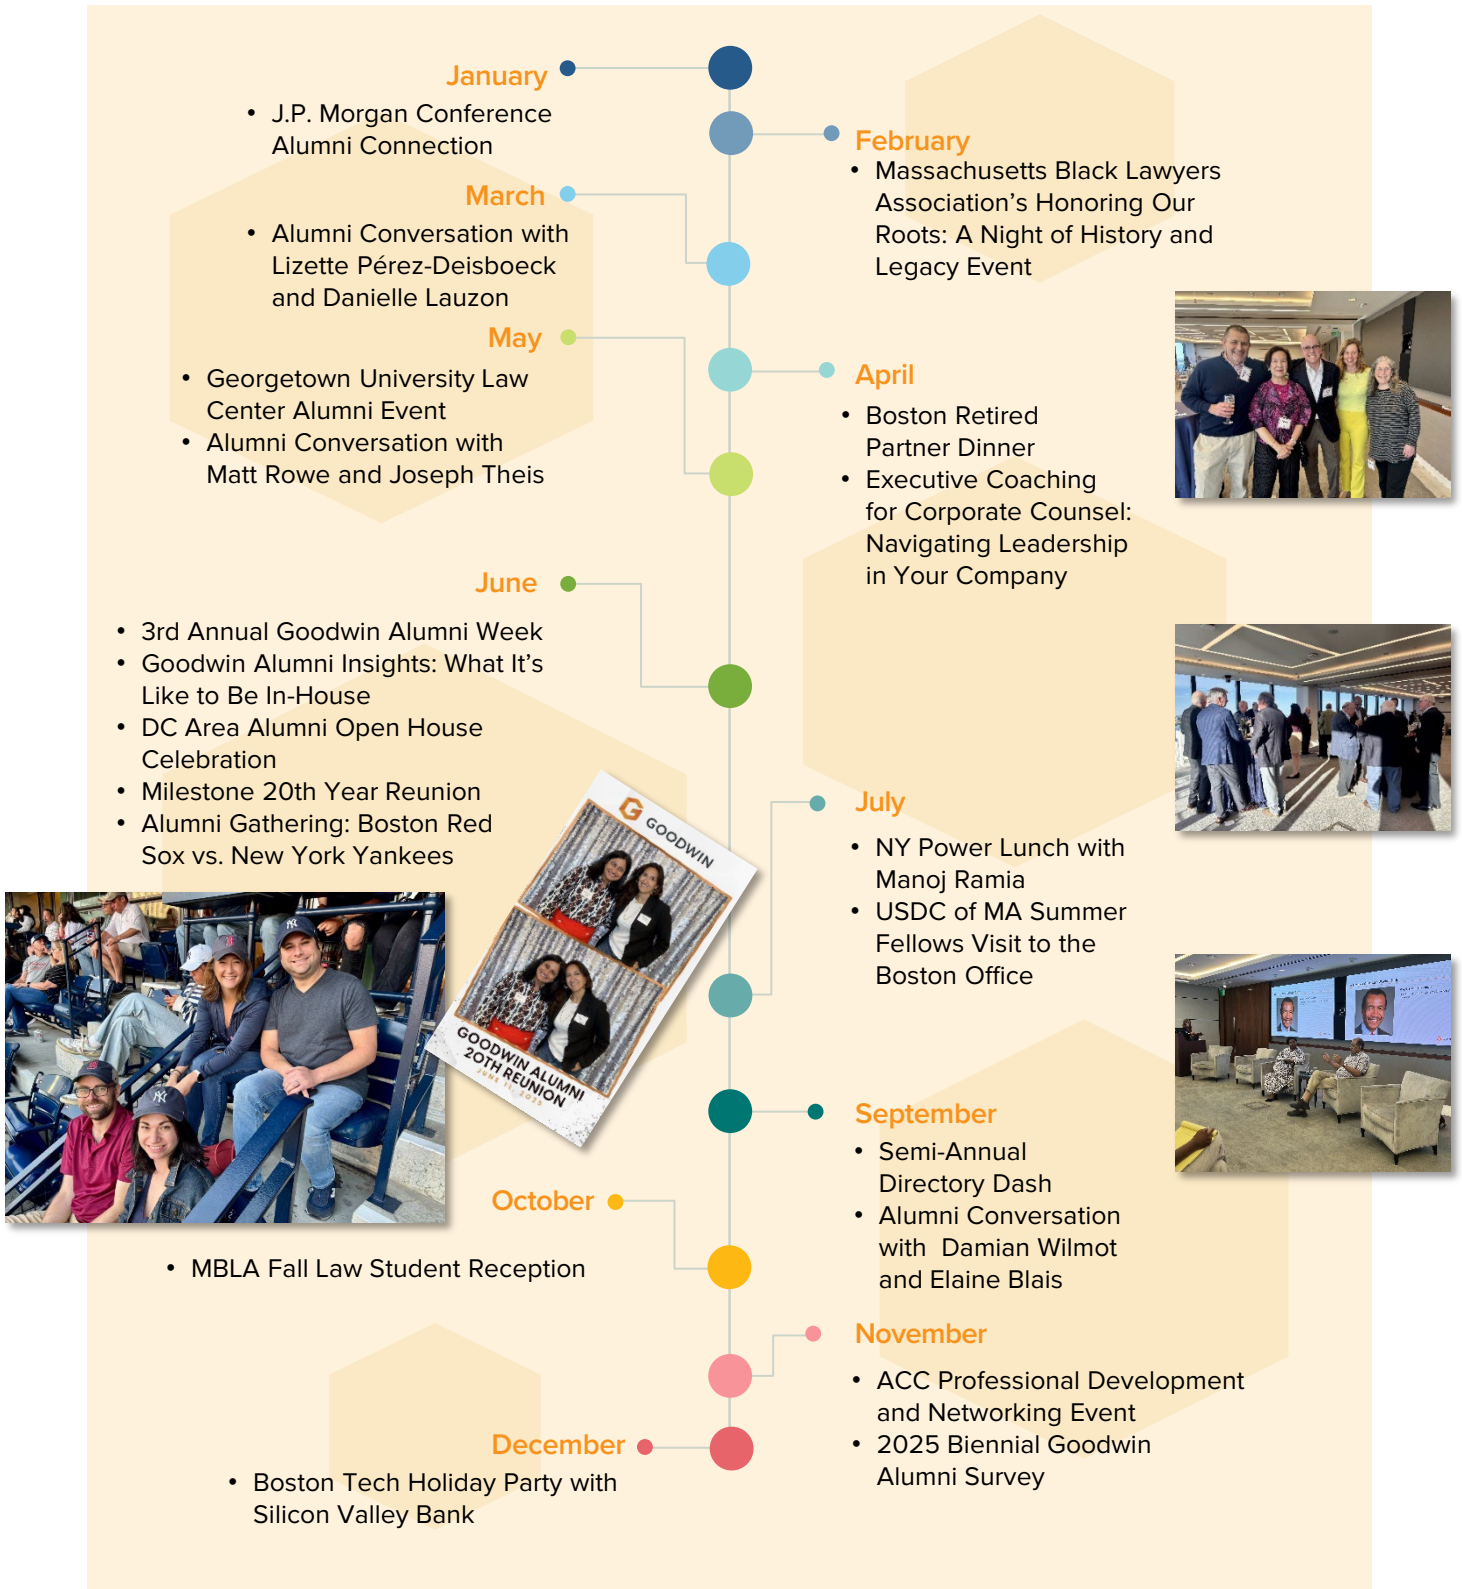 January
• J.P. Morgan Conference
Alumni Connection
February
• Massachusetts Black Lawyers
Association’s Honoring Our
Roots: A Night of History and
Legacy Event
March
• Alumni Conversation with
Lizette Pérez-Deisboeck
and Danielle Lauzon
April
• Boston Retired
Partner Dinner
• Executive Coaching
for Corporate Counsel:
Navigating Leadership
in Your Company
May
• Georgetown University Law
Center Alumni Event
• Alumni Conversation with
Matt Rowe and Joseph Theis
June
• 3rd Annual Goodwin Alumni Week
• Goodwin Alumni Insights: What It’s
Like to Be In-House
• DC Area Alumni Open House
Celebration
• Milestone 20th Year Reunion
• Alumni Gathering: Boston Red
Sox vs. New York Yankees
GOODWIN
GOODWIN ALUMNI
20TH REUNION
July
• NY Power Lunch with
Manoj Ramia
• USDC of MA Summer
Fellows Visit to the
Boston Office
September
• Semi-Annual
Directory Dash
• Alumni Conversation
with  Damian Wilmot
and Elaine Blais
October
• MBLA Fall Law Student Reception
November
• ACC Professional Development
and Networking Event
• 2025 Biennial Goodwin
Alumni Survey
December
• Boston Tech Holiday Party with
Silicon Valley Bank